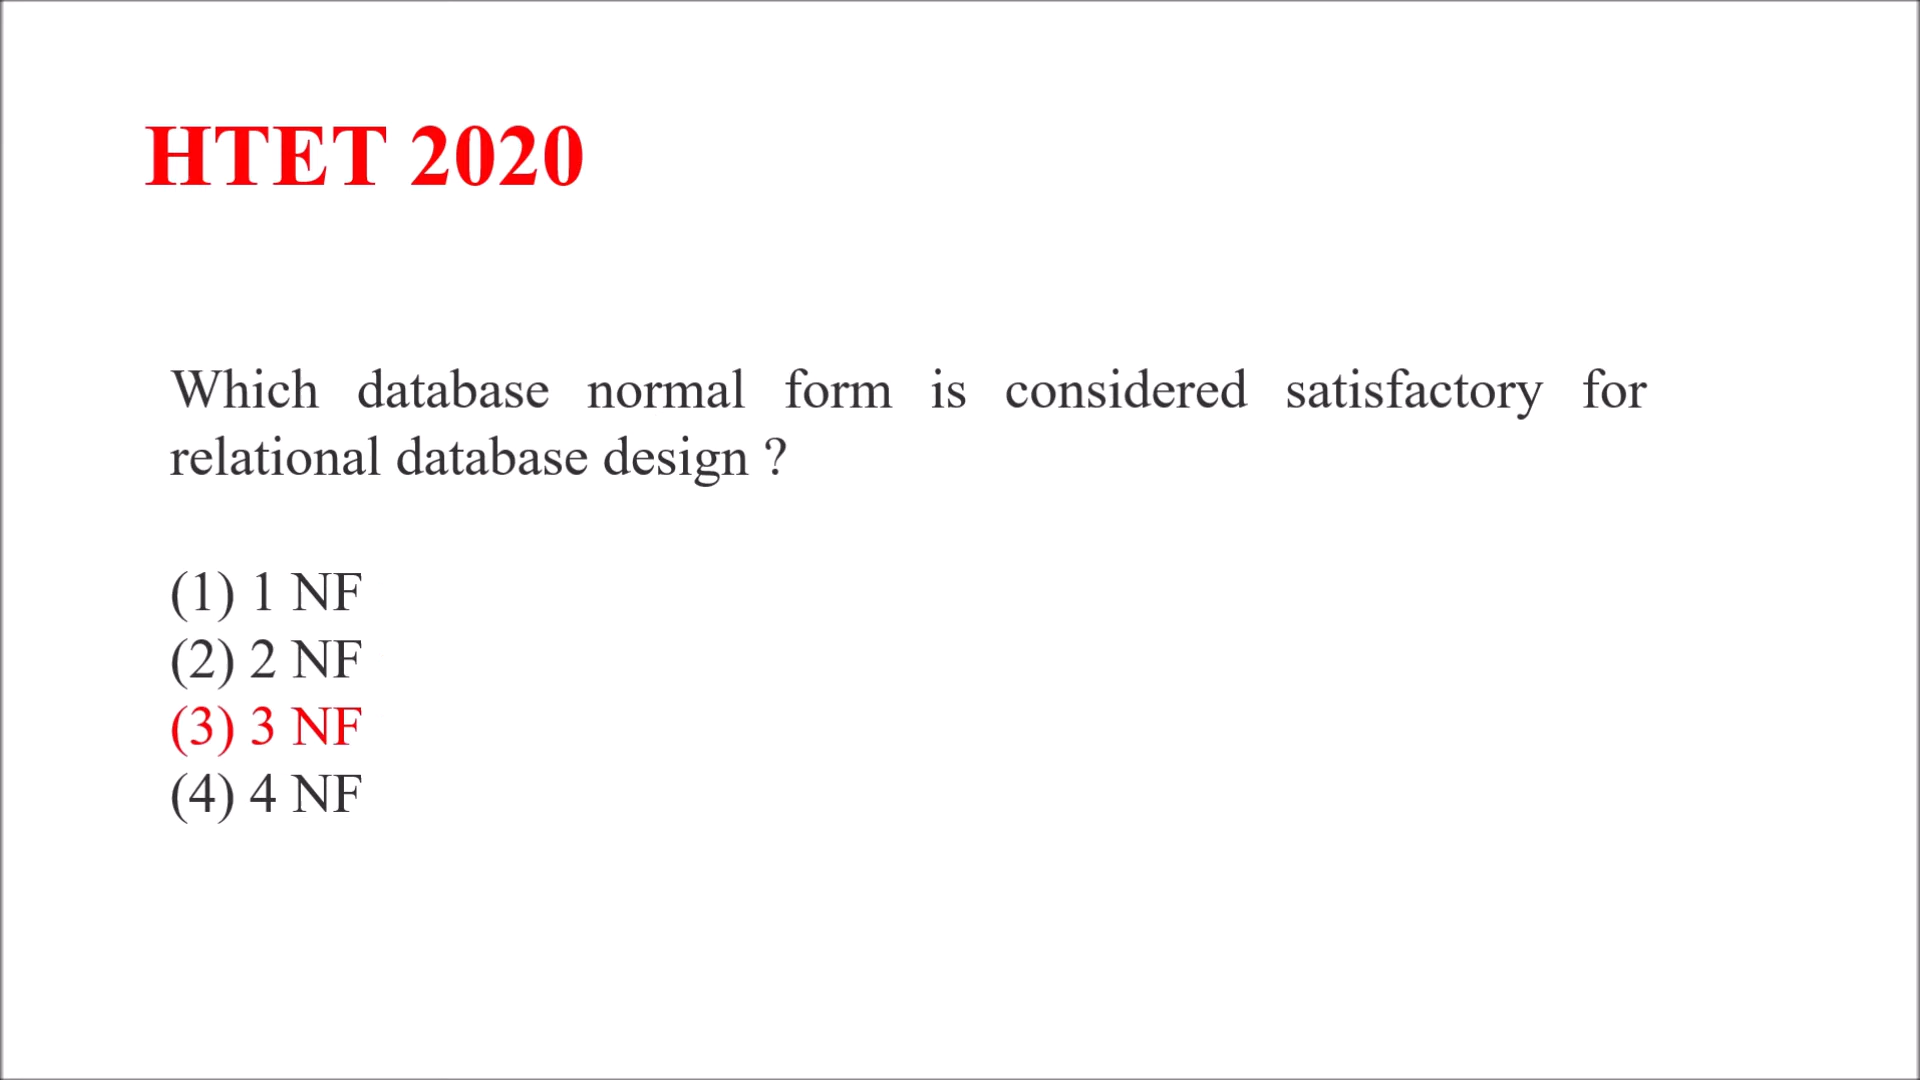 HTET 2020
Which database normal form is considered satisfactory for
relational database design ?
(1) 1 NF
(2) 2 NF
(3) 3 NF
(4) 4 NF